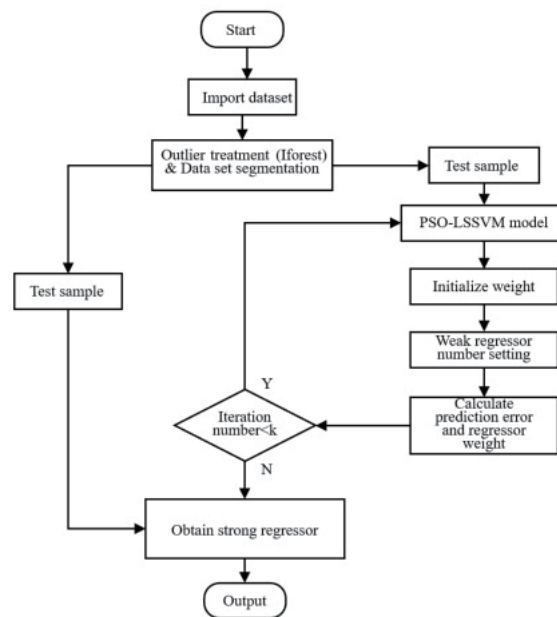 Start
Import dataset
Outlier treatment (Iforest)
& Data set segmentation
Test sample
PSO-LSSVM model
Initialize weight
Test sample
Weak regressor
number setting
Y
Calculate
prediction error
and regressor
weight
Iteration
number<k
N
Obtain strong regressor
Output